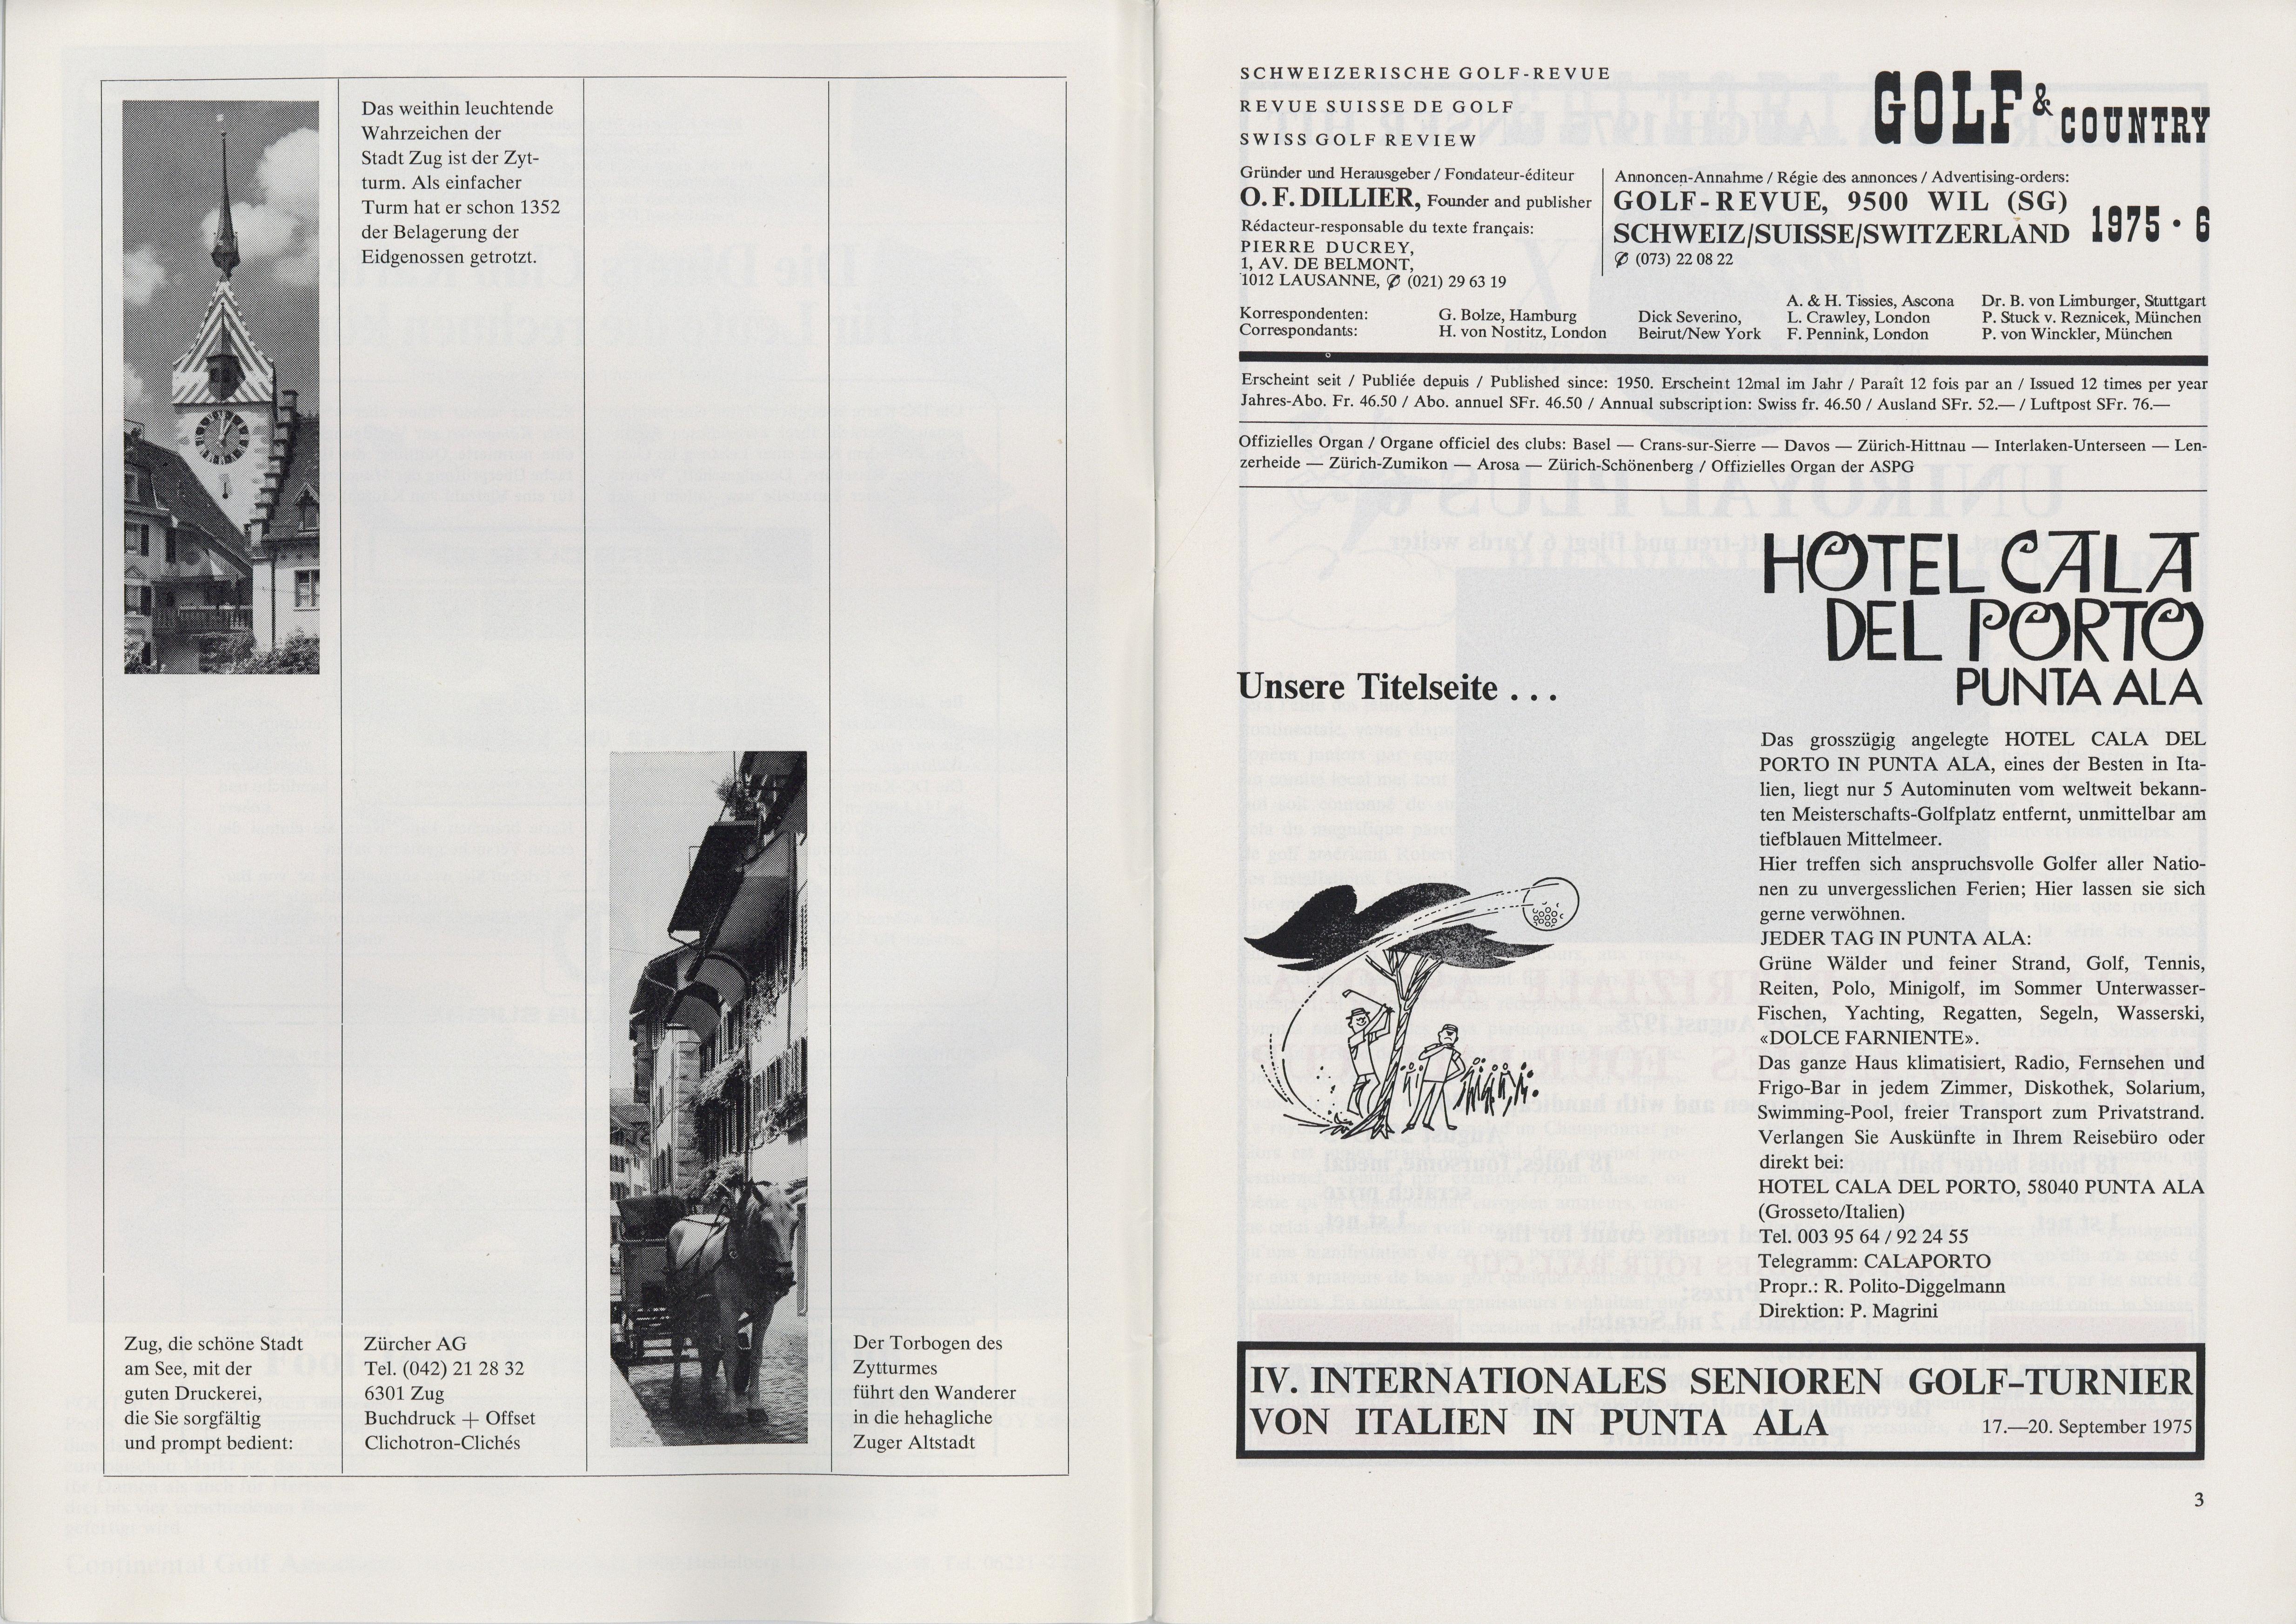 Das weithin leuchtende
Wahrzeichen der
Stadt Zug ist der Zyt-
turm. Als einfacher
Turm hat er schon 1352
der Belagerung der
Eidgenossen getrotzt.
Zug, die schöne Stadt
am See, mit der
guten Druckerei,
die Sie sorgfältig
und prompt bedient:
Zürcher AG
Tel. (042) 21 28 32
6301 Zug
Buchdruck + Offset
Clichotron-Clichés
Der Torbogen des
Zytturmes
führt den Wanderer
in die hehagliche
Zuger Altstadt
SCHWEIZERISCHE GOLF-REVUE
REVUE SUISSE DE GOLF
SWISS GOLF REVIEW
GOLF & COUNTRY
Gründer und Herausgeber / Fondateur-éditeur
O. F. DILLIER, Founder and publisher
Rédacteur-responsable du texte français:
PIERRE DUCREY,
1, AV. DE BELMONT,
1012 LAUSANNE, ✆ (021) 29 63 19
Annoncen-Annahme / Régie des annonces / Advertising-orders:
GOLF-REVUE, 9500 WIL (SG)
SCHWEIZ/SUISSE/SWITZERLAND
✆ (073) 22 08 22
1975 · 6
Korrespondenten:
Correspondants:
G. Bolze, Hamburg
H. von Nostitz, London
Dick Severino,
Beirut/New York
A. & H. Tissies, Ascona
L. Crawley, London
F. Pennink, London
Dr. B. von Limburger, Stuttgart
P. Stuck v. Reznicek, München
P. von Winckler, München
Erscheint seit / Publiée depuis / Published since: 1950. Erscheint 12mal im Jahr / Paraît 12 fois par an / Issued 12 times per year
Jahres-Abo. Fr. 46.50 / Abo. annuel SFr. 46.50 / Annual subscription: Swiss fr. 46.50 / Ausland SFr. 52.— / Luftpost SFr. 76.—
Offizielles Organ / Organe officiel des clubs: Basel — Crans-sur-Sierre — Davos — Zürich-Hittnau — Interlaken-Unterseen — Len-
zerheide — Zürich-Zumikon — Arosa — Zürich-Schönenberg / Offizielles Organ der ASPG
Unsere Titelseite . . .
HOTEL CALA
DEL PORTO
PUNTA ALA
Das grosszügig angelegte HOTEL CALA DEL
PORTO IN PUNTA ALA, eines der Besten in Ita-
lien, liegt nur 5 Autominuten vom weltweit bekann-
ten Meisterschafts-Golfplatz entfernt, unmittelbar am
tiefblauen Mittelmeer.
Hier treffen sich anspruchsvolle Golfer aller Natio-
nen zu unvergesslichen Ferien; Hier lassen sie sich
gerne verwöhnen.
JEDER TAG IN PUNTA ALA:
Grüne Wälder und feiner Strand, Golf, Tennis,
Reiten, Polo, Minigolf, im Sommer Unterwasser-
Fischen, Yachting, Regatten, Segeln, Wasserski,
«DOLCE FARNIENTE».
Das ganze Haus klimatisiert, Radio, Fernsehen und
Frigo-Bar in jedem Zimmer, Diskothek, Solarium,
Swimming-Pool, freier Transport zum Privatstrand.
Verlangen Sie Auskünfte in Ihrem Reisebüro oder
direkt bei:
HOTEL CALA DEL PORTO, 58040 PUNTA ALA
(Grosseto/Italien)
Tel. 003 95 64 / 92 24 55
Telegramm: CALAPORTO
Propr.: R. Polito-Diggelmann
Direktion: P. Magrini
IV. INTERNATIONALES SENIOREN GOLF-TURNIER
VON ITALIEN IN PUNTA ALA 17.—20. September 1975
3